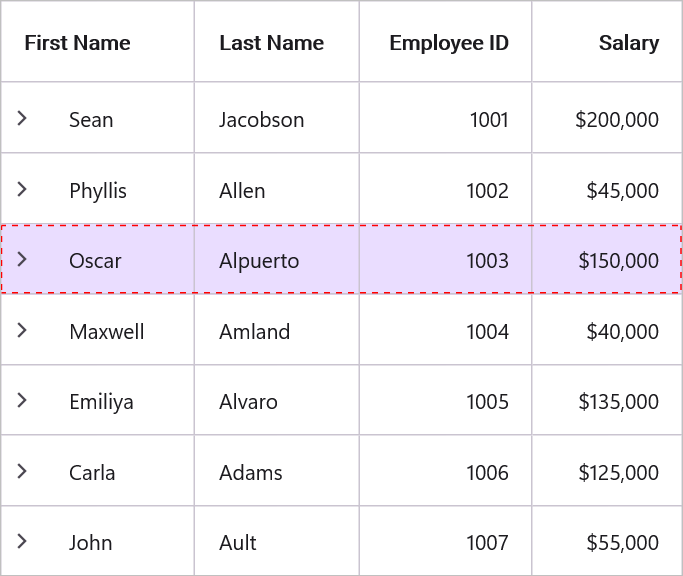 First Name Last Name Employee ID Salary
Sean Jacobson 1001 $200,000
Phyllis Allen 1002 $45,000
Oscar Alpuerto 1003 $150,000
Maxwell Amland 1004 $40,000
Emiliya Alvaro 1005 $135,000
Carla Adams 1006 $125,000
John Ault 1007 $55,000